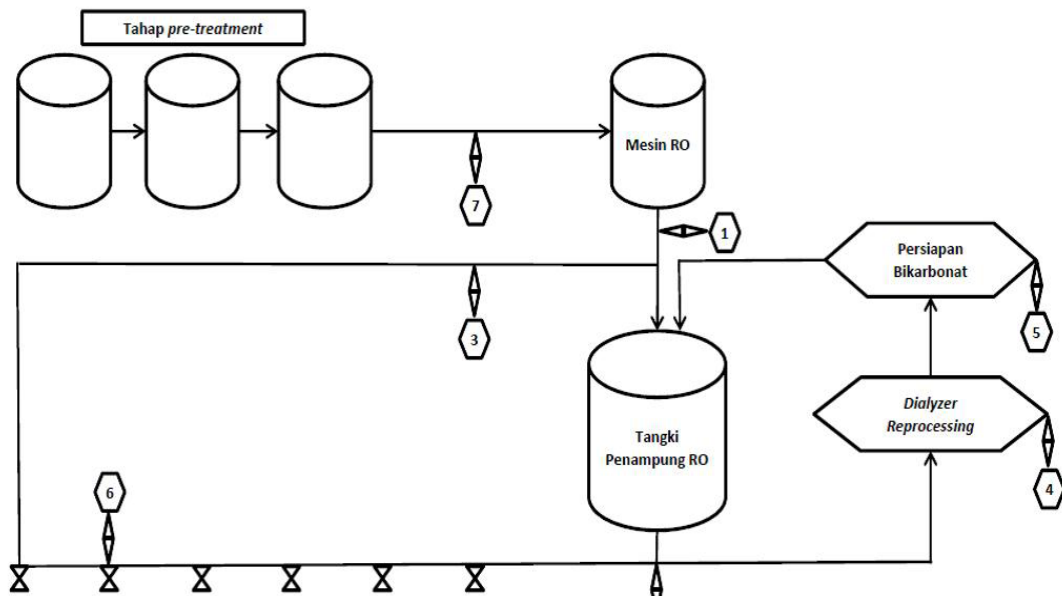 Tahap pre-treatment
Mesin RO
7
1
Persiapan
Bikarbonat
3
5
Tangki
Penampung RO
Dialyzer
Reprocessing
6
4